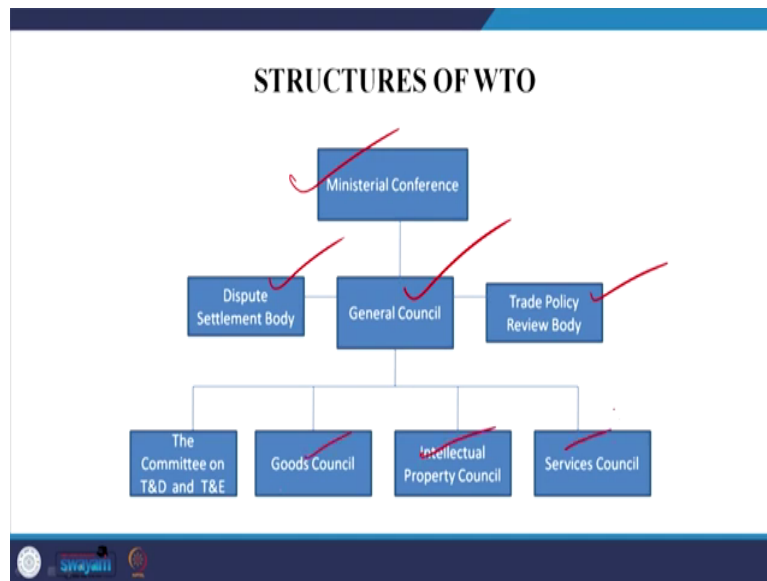 STRUCTURES OF WTO
Ministerial Conference
Dispute
Settlement Body
General Council
Trade Policy
Review Body
The
Committee on
T&D and T&E
Goods Council
Intellectual
Property Council
Services Council
swayam